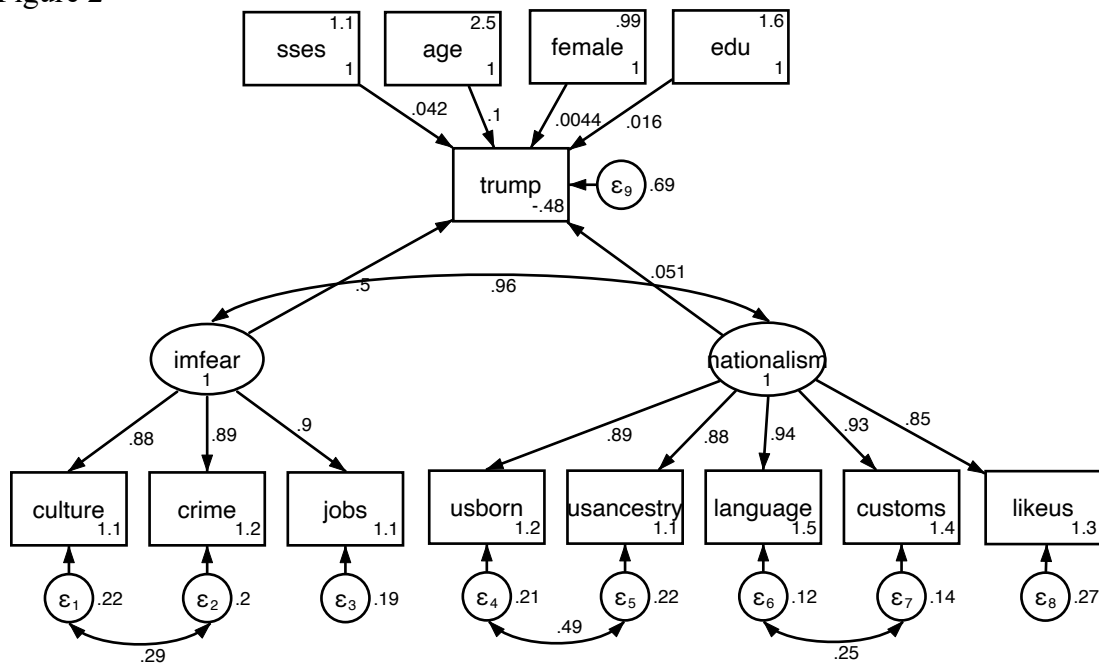 1.1 2.5 .99 1.6
sses age female edu
1 1 1 1
.042 .1 .0044 .016
trump ε9 .69
-.48
.5 .96 .051
imfear nationalism
1 1
.88 .89 .9 .89 .88 .94 .93 .85
culture crime jobs usborn usancestry language customs likeus
1.1 1.2 1.1 1.2 1.1 1.5 1.4 1.3
ε1 .22 ε2 .2 ε3 .19 ε4 .21 ε5 .22 ε6 .12 ε7 .14 ε8 .27
.29 .49 .25